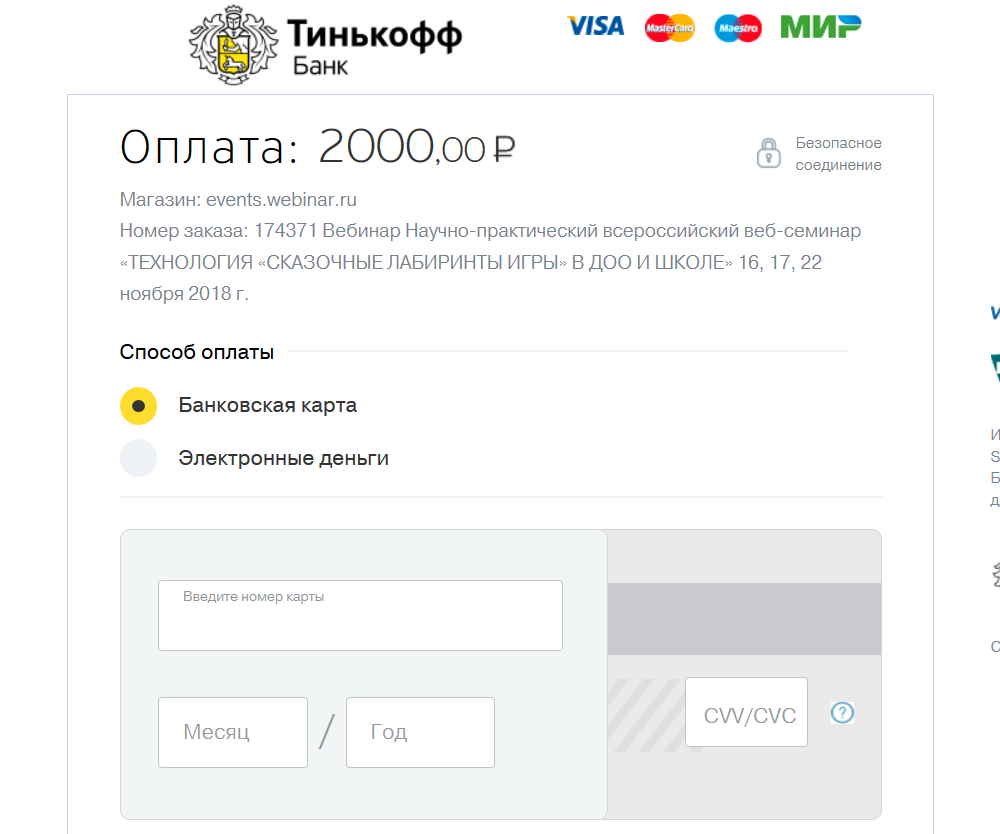 Тинькофф
Банк
VISA MasterCard Maestro МИР
Оплата: 2000,00 ₽
Безопасное
соединение
Магазин: events.webinar.ru
Номер заказа: 174371 Вебинар Научно-практический всероссийский веб-семинар
«ТЕХНОЛОГИЯ «СКАЗОЧНЫЕ ЛАБИРИНТЫ ИГРЫ» В ДОО И ШКОЛЕ» 16, 17, 22
ноября 2018 г.
Способ оплаты
Банковская карта
Электронные деньги
Введите номер карты
Месяц / Год
CVV/CVC ?